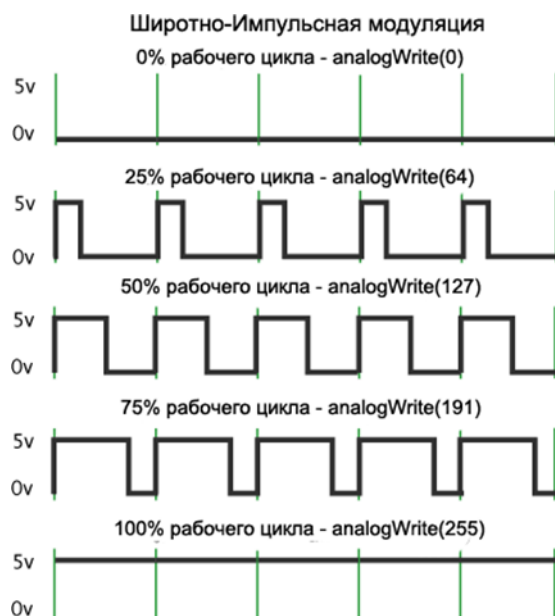 Широтно-Импульсная модуляция
0% рабочего цикла - analogWrite(0)
5v
0v
25% рабочего цикла - analogWrite(64)
5v
0v
50% рабочего цикла - analogWrite(127)
5v
0v
75% рабочего цикла - analogWrite(191)
5v
0v
100% рабочего цикла - analogWrite(255)
5v
0v